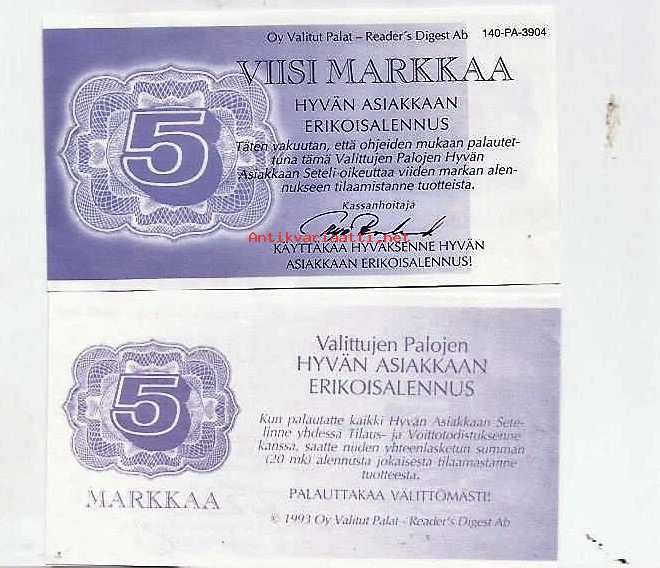 Oy Valitut Palat – Reader's Digest Ab 140-PA-3904
VIISI MARKKAA
HYVÄN ASIAKKAAN
ERIKOISALENNUS
5
Täten vakuutan, että ohjeiden mukaan palautet-
tuna tämä Valittujen Palojen Hyvän
Asiakkaan Seteli oikeuttaa viiden markan alen-
nukseen tilaamistanne tuotteista.
Kassanhoitaja
Antikvariaatti.net
KÄYTTÄKÄÄ HYVÄKSENNE HYVÄN
ASIAKKAAN ERIKOISALENNUS!
Valittujen Palojen
HYVÄN ASIAKKAAN
ERIKOISALENNUS
5
MARKKAA
Kun palautatte kaikki Hyvän Asiakkaan Sete-
linne yhdessä Tilaus- ja Voittotodistuksenne
kanssa, saatte niiden yhteenlasketun summan
(20 mk) alennusta jokaisesta tilaamastanne
tuotteesta.
PALAUTTAKAA VÄLITTÖMÄSTI!
© 1993 Oy Valitut Palat - Reader's Digest Ab